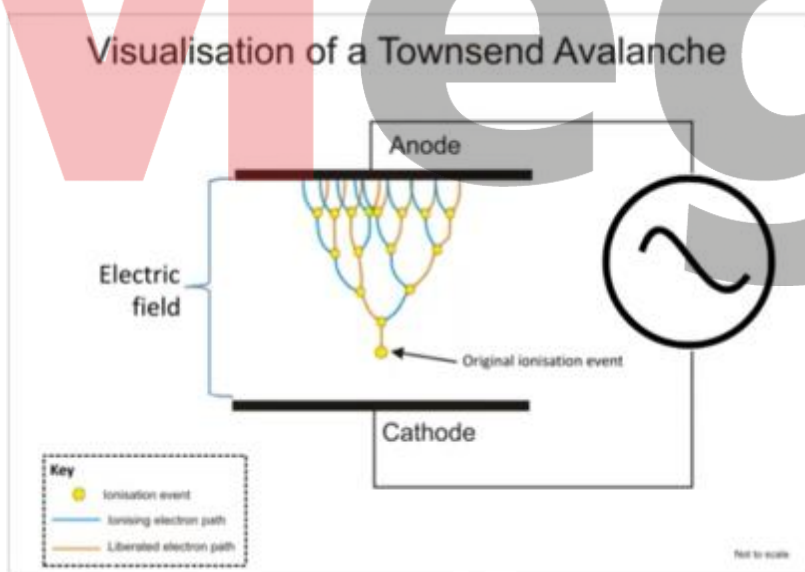 Visualisation of a Townsend Avalanche
Anode
Electric
field
Original ionisation event
Cathode
Key
Ionisation event
Ionising electron path
Liberated electron path
Not to scale